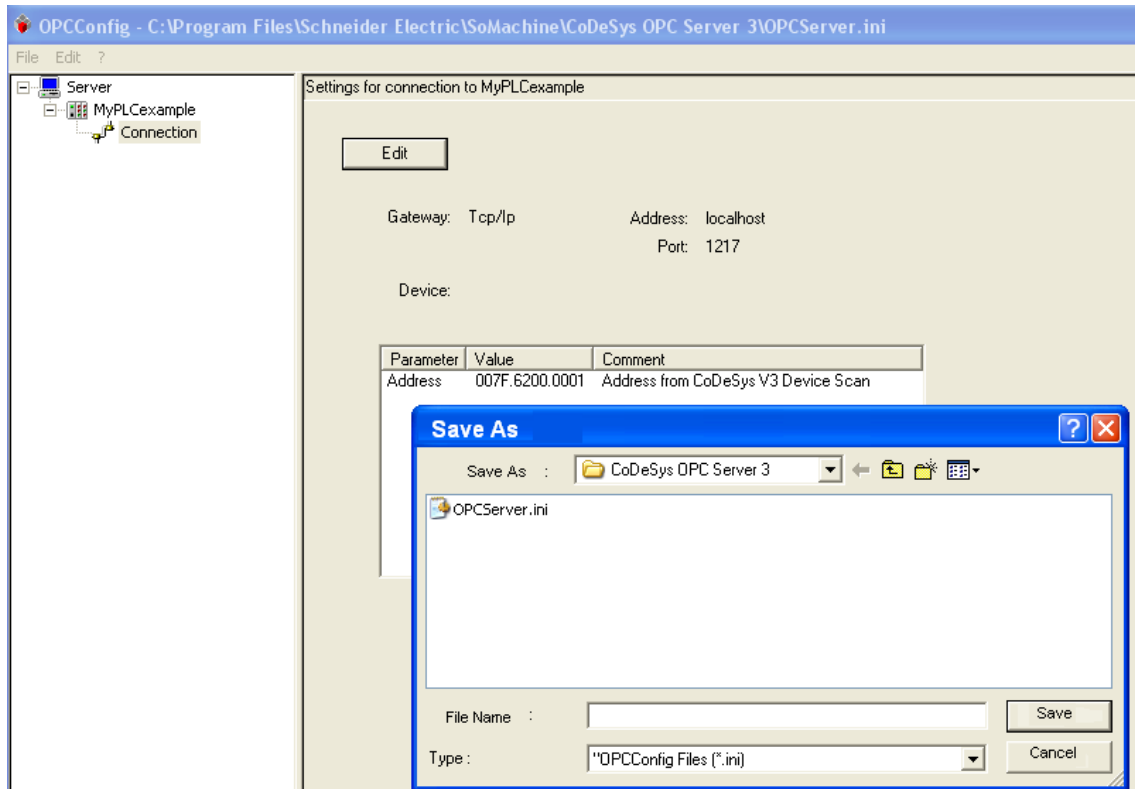 OPCConfig - C:\Program Files\Schneider Electric\SoMachine\CoDeSys OPC Server 3\OPCServer.ini
File Edit ?
Server
MyPLCexample
Connection
Settings for connection to MyPLCexample
Edit
Gateway: Tcp/Ip Address: localhost
Port: 1217
Device:
Parameter Value Comment
Address 007F.6200.0001 Address from CoDeSys V3 Device Scan
Save As
Save As : CoDeSys OPC Server 3
OPCServer.ini
File Name : Save
Type : "OPCConfig Files (*.ini) Cancel